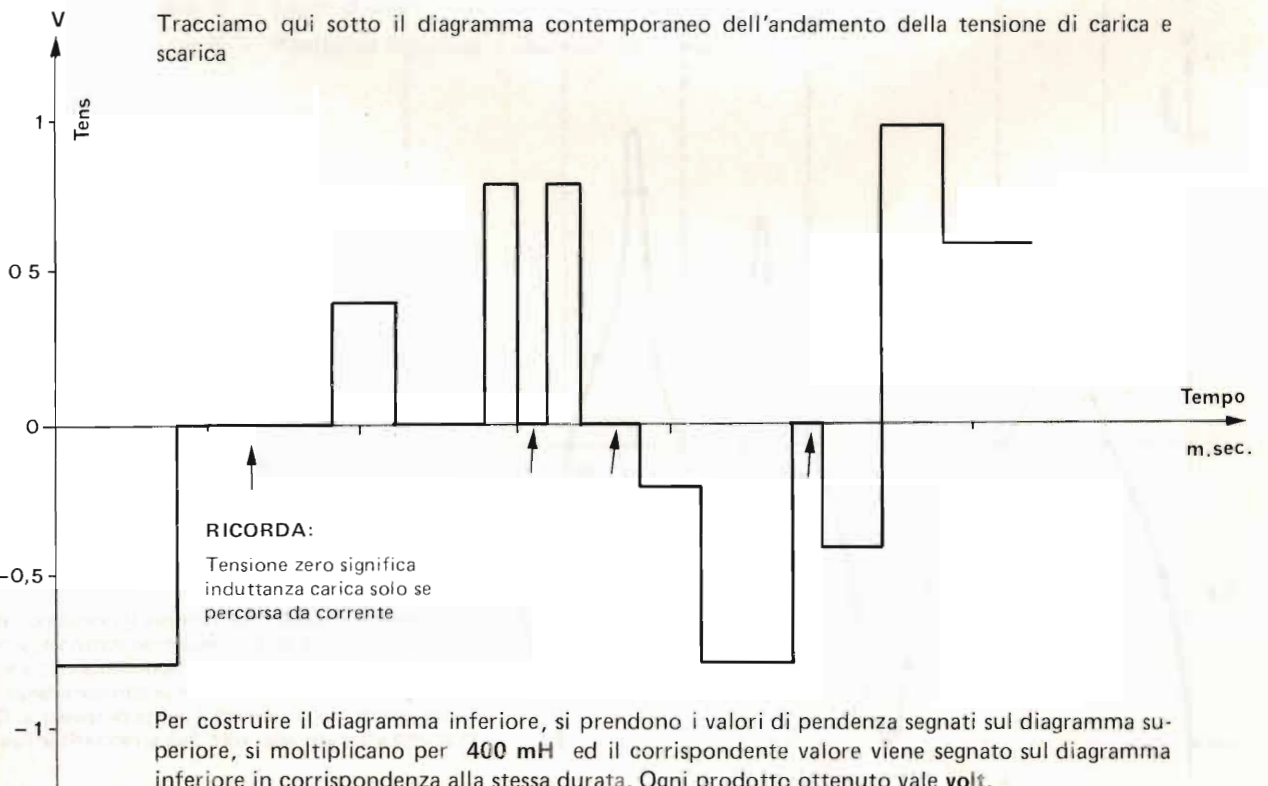 V
Tracciamo qui sotto il diagramma contemporaneo dell'andamento della tensione di carica e
scarica
Tens
1
0 5
Tempo
0
m.sec.
RICORDA:
Tensione zero significa
induttanza carica solo se
percorsa da corrente
-0,5
-1
Per costruire il diagramma inferiore, si prendono i valori di pendenza segnati sul diagramma su-
periore, si moltiplicano per 400 mH ed il corrispondente valore viene segnato sul diagramma
inferiore in corrispondenza alla stessa durata. Ogni prodotto ottenuto vale volt.